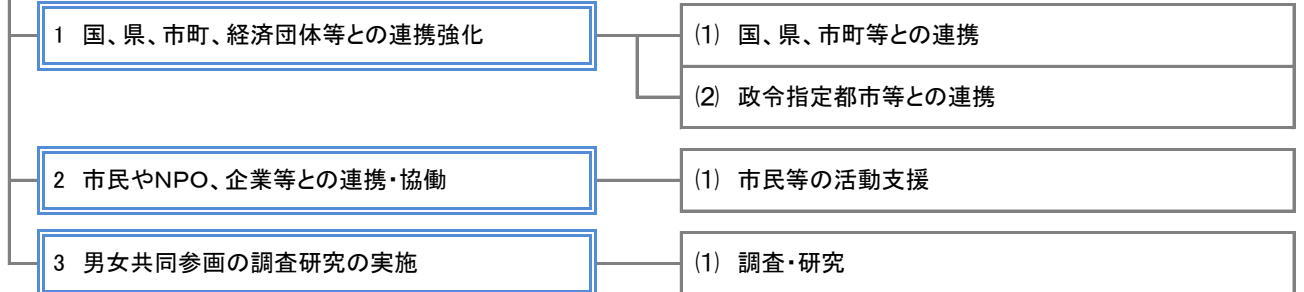 1 国、県、市町、経済団体等との連携強化
⑴ 国、県、市町等との連携
⑵ 政令指定都市等との連携
2 市民やNPO、企業等との連携・協働
⑴ 市民等の活動支援
3 男女共同参画の調査研究の実施
⑴ 調査・研究